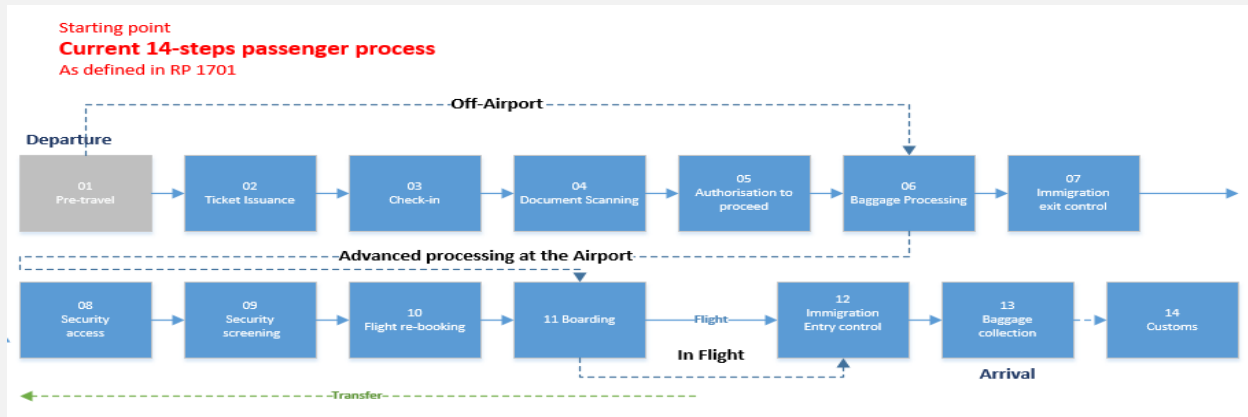 Starting point
Current 14-steps passenger process
As defined in RP 1701
Off-Airport
Departure
01
Pre-travel
02
Ticket Issuance
03
Check-in
04
Document Scanning
05
Authorisation to
proceed
06
Baggage Processing
07
Immigration
exit control
Advanced processing at the Airport
08
Security
access
09
Security
screening
10
Flight re-booking
11 Boarding
Flight
12
Immigration
Entry control
13
Baggage
collection
14
Customs
In Flight
Arrival
Transfer